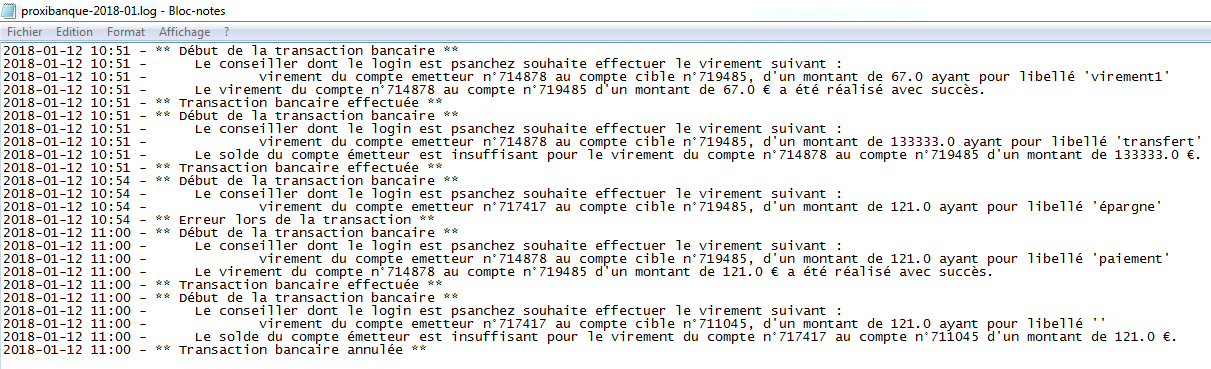 proxibanque-2018-01.log - Bloc-notes
Fichier Edition Format Affichage ?
2018-01-12 10:51 - ** Début de la transaction bancaire **
2018-01-12 10:51 - Le conseiller dont le login est psanchez souhaite effectuer le virement suivant :
2018-01-12 10:51 - virement du compte emetteur n°714878 au compte cible n°719485, d'un montant de 67.0 ayant pour libellé 'virement1'
2018-01-12 10:51 - Le virement du compte n°714878 au compte n°719485 d'un montant de 67.0 € a été réalisé avec succès.
2018-01-12 10:51 - ** Transaction bancaire effectuée **
2018-01-12 10:51 - ** Début de la transaction bancaire **
2018-01-12 10:51 - Le conseiller dont le login est psanchez souhaite effectuer le virement suivant :
2018-01-12 10:51 - virement du compte emetteur n°714878 au compte cible n°719485, d'un montant de 133333.0 ayant pour libellé 'transfert'
2018-01-12 10:51 - Le solde du compte émetteur est insuffisant pour le virement du compte n°714878 au compte n°719485 d'un montant de 133333.0 €.
2018-01-12 10:51 - ** Transaction bancaire effectuée **
2018-01-12 10:54 - ** Début de la transaction bancaire **
2018-01-12 10:54 - Le conseiller dont le login est psanchez souhaite effectuer le virement suivant :
2018-01-12 10:54 - virement du compte emetteur n°717417 au compte cible n°719485, d'un montant de 121.0 ayant pour libellé 'épargne'
2018-01-12 10:54 - ** Erreur lors de la transaction **
2018-01-12 11:00 - ** Début de la transaction bancaire **
2018-01-12 11:00 - Le conseiller dont le login est psanchez souhaite effectuer le virement suivant :
2018-01-12 11:00 - virement du compte emetteur n°714878 au compte cible n°719485, d'un montant de 121.0 ayant pour libellé 'paiement'
2018-01-12 11:00 - Le virement du compte n°714878 au compte n°719485 d'un montant de 121.0 € a été réalisé avec succès.
2018-01-12 11:00 - ** Transaction bancaire effectuée **
2018-01-12 11:00 - ** Début de la transaction bancaire **
2018-01-12 11:00 - Le conseiller dont le login est psanchez souhaite effectuer le virement suivant :
2018-01-12 11:00 - virement du compte emetteur n°717417 au compte cible n°711045, d'un montant de 121.0 ayant pour libellé ''
2018-01-12 11:00 - Le solde du compte émetteur est insuffisant pour le virement du compte n°717417 au compte n°711045 d'un montant de 121.0 €.
2018-01-12 11:00 - ** Transaction bancaire annulée **